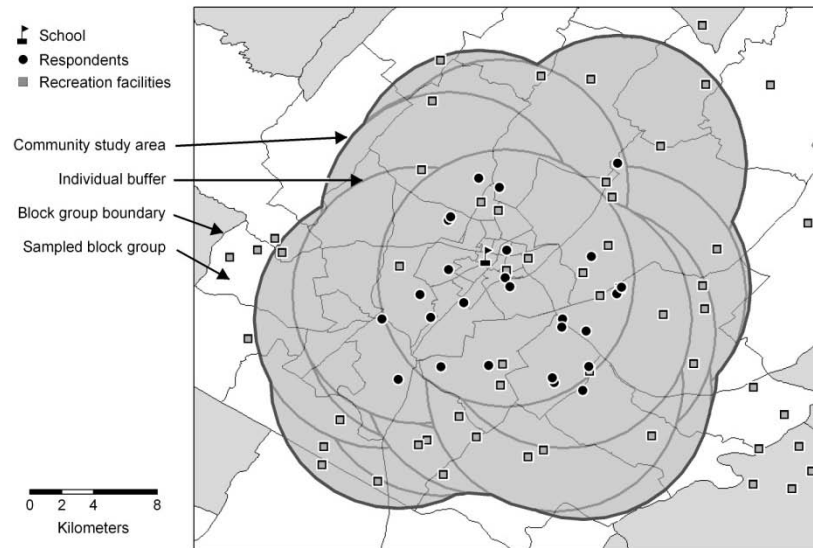 School
Respondents
Recreation facilities
Community study area
Individual buffer
Block group boundary
Sampled block group
0 2 4 8
Kilometers